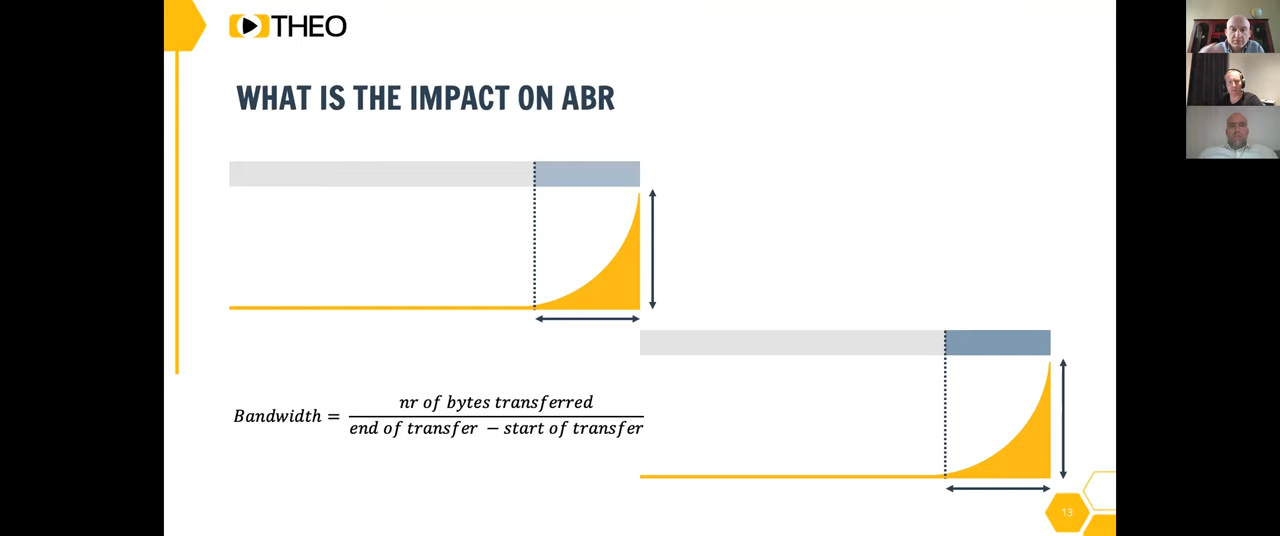 THEO
WHAT IS THE IMPACT ON ABR
Bandwidth = nr of bytes transferred
end of transfer − start of transfer
13